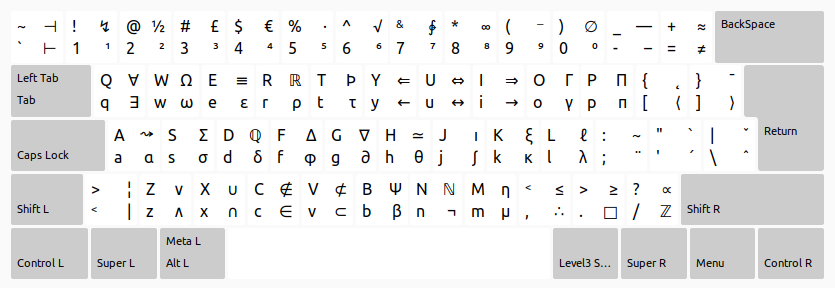 ~ ⊣ ! ↯ @ ½ # £ $ € % · ^ √ & ∲ * ∞ ( ⁻ ) ∅ _ — + ≈ BackSpace
` ⊢ 1 ¹ 2 ² 3 ³ 4 ⁴ 5 ⁵ 6 ⁶ 7 ⁷ 8 ⁸ 9 ⁹ 0 ⁰ - – = ≠
Left Tab Q ∀ W Ω E ≡ R ℝ T Þ Y ⇐ U ⇔ I ⇒ O Γ P Π { ˛ } ¯
Tab q ∃ w ω e ε r ρ t τ y ← u ↔ i → o γ p π [ ⟨ ] ⟩
Return
A ⤳ S Σ D ℚ F Δ G ∇ H ≃ J ı K ξ L ℓ : ~ " ` | ˇ
Caps Lock a ɑ s σ d δ f φ g ∂ h θ j ∫ k κ l λ ; ¨ ' ´ \ ^
> ¦ Z ∨ X ∪ C ∉ V ⊄ B Ψ N ℕ M η < ≤ > ≥ ? ∝
Shift L < | z ∧ x ∩ c ∈ v ⊂ b β n ¬ m μ , ∴ . □ / ℤ Shift R
Meta L
Control L Super L Alt L Level3 S... Super R Menu Control R